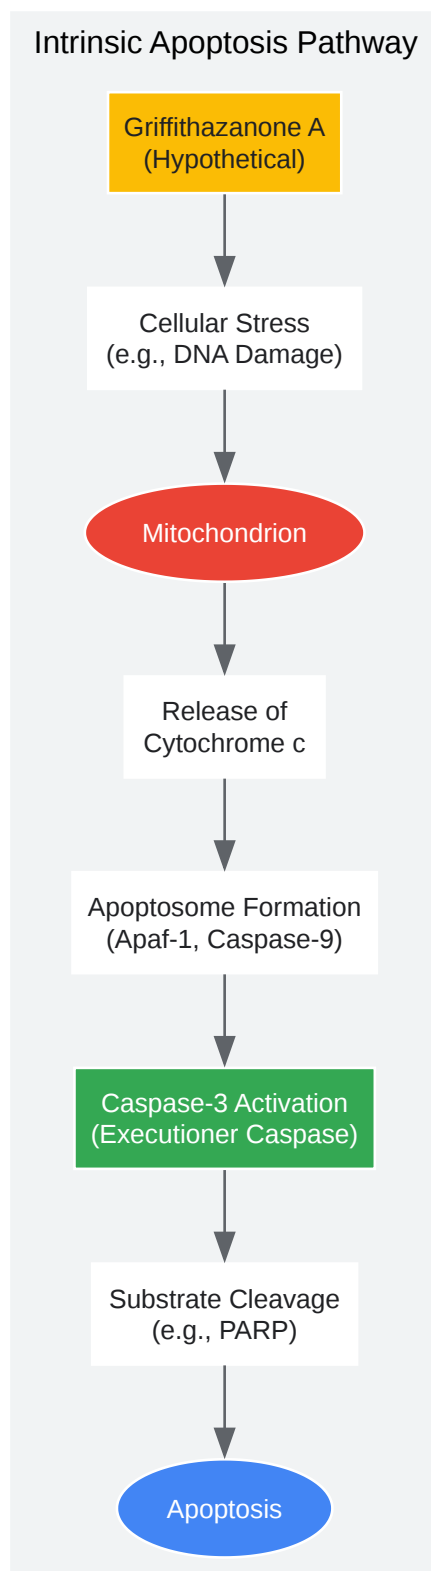 Intrinsic Apoptosis Pathway
Griffithazanone A
(Hypothetical)
Cellular Stress
(e.g., DNA Damage)
Mitochondrion
Release of
Cytochrome c
Apoptosome Formation
(Apaf-1, Caspase-9)
Caspase-3 Activation
(Executioner Caspase)
Substrate Cleavage
(e.g., PARP)
Apoptosis